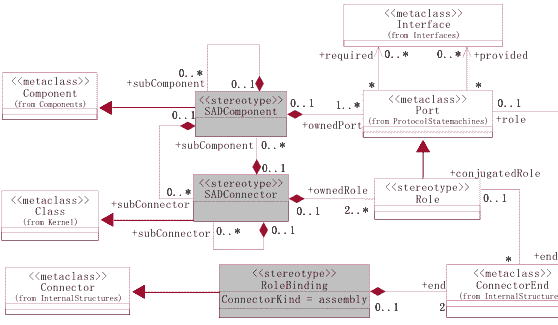 <<metaclass>>
Interface
(from Interfaces)
+required
0..*
0..*
+provided
0..*
+subComponent
0..1
<<metaclass>>
Component
(from Components)
<<stereotype>>
SADComponent
0..1
0..1
1..*
+ownedPort
*
*
<<metaclass>>
Port
(from ProtocolStatemachines)
0..1
+role
+subComponent
0..*
0..1
<<stereotype>>
SADConnector
0..*
+subConnector
+ownedRole
0..1
2..*
<<stereotype>>
Role
+conjugatedRole
0..1
<<metaclass>>
Class
(from Kernel)
+subConnector
0..*
0..1
*
+end
<<metaclass>>
Connector
(from InternalStructures)
<<stereotype>>
RoleBinding
ConnectorKind = assembly
+end
0..1
2
<<metaclass>>
ConnectorEnd
(from InternalStructure